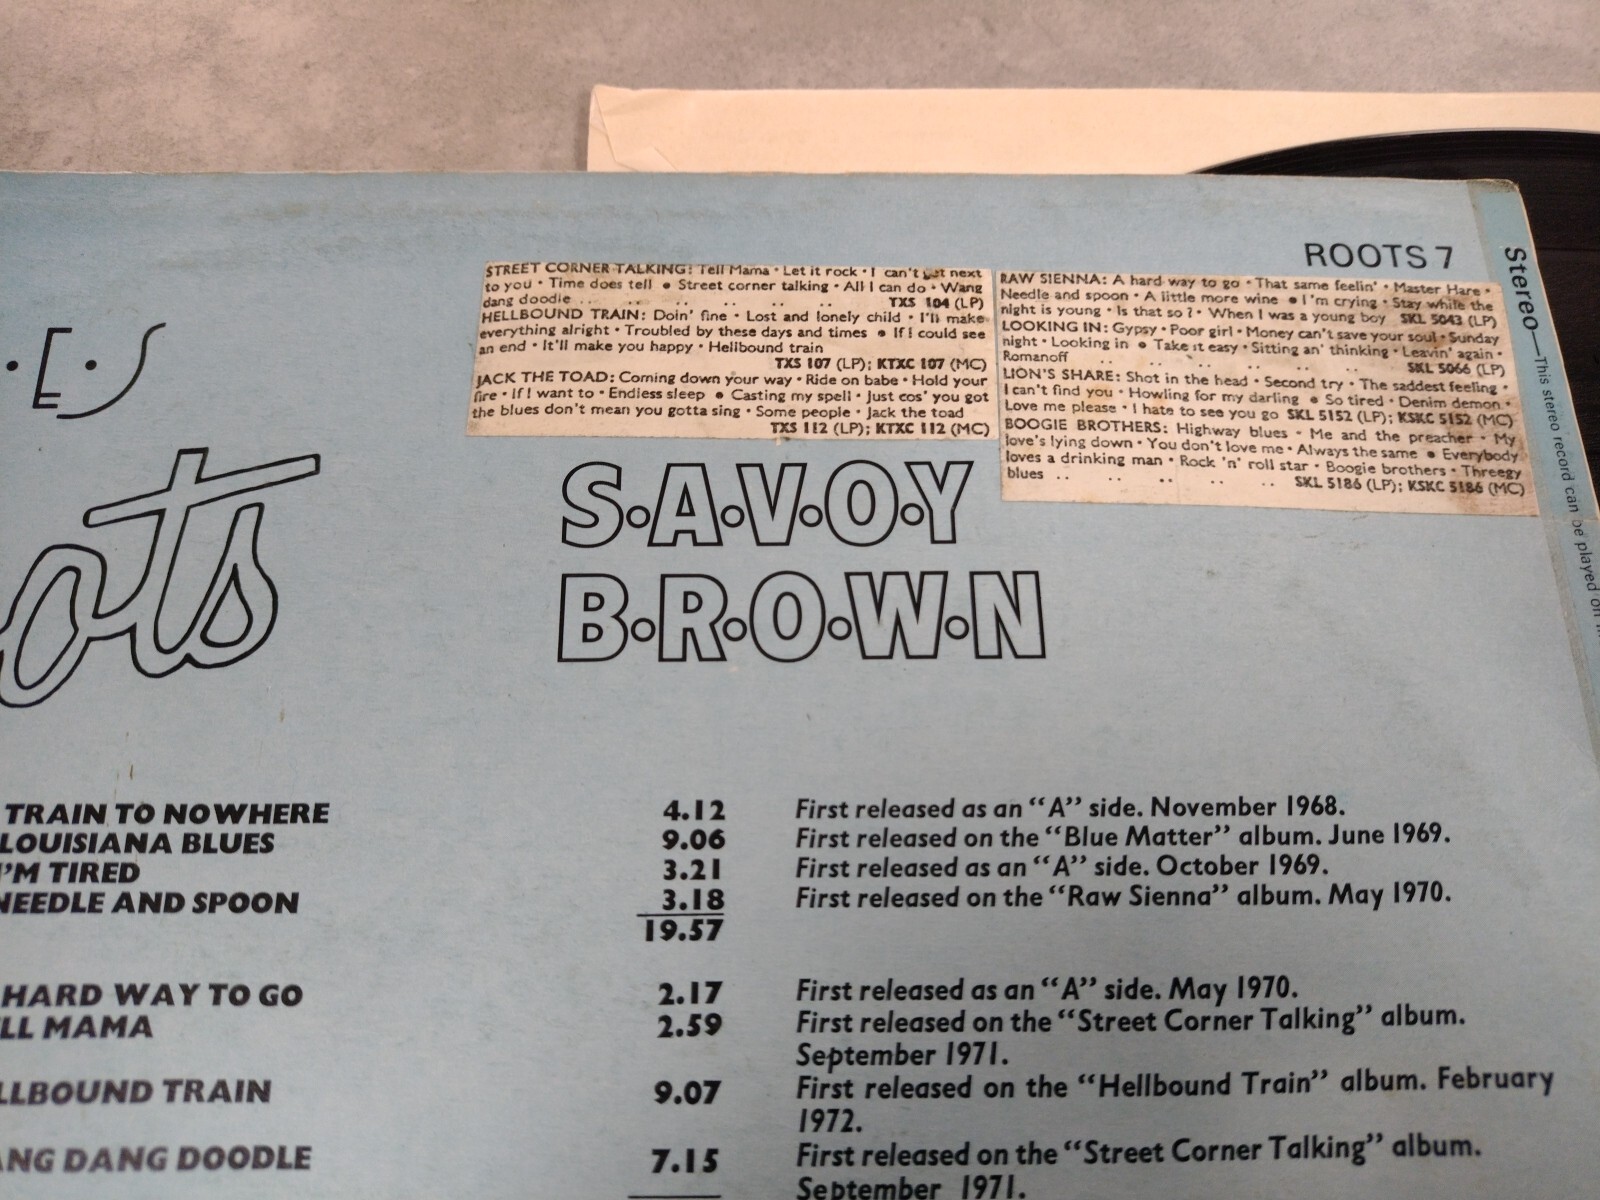 ROOTS 7
STREET CORNER TALKING: Tell Mama · Let it rock · I can't get next
to you · Time does tell ● Street corner talking · All I can do · Wang
dang doodle .. .. .. .. .. .. TXS 104 (LP)
HELLBOUND TRAIN: Doin' fine · Lost and lonely child · I'll make
everything alright · Troubled by these days and times ● If I could see
an end · It'll make you happy · Hellbound train
TXS 107 (LP); KTXC 107 (MC)
JACK THE TOAD: Coming down your way · Ride on babe · Hold your
fire · If I want to · Endless sleep ● Casting my spell · Just cos' you got
the blues don't mean you gotta sing · Some people · Jack the toad
TXS 112 (LP); KTXC 112 (MC)
RAW SIENNA: A hard way to go · That same feelin' · Master Hare ·
Needle and spoon · A little more wine ● I'm crying · Stay while the
night is young · Is that so? · When I was a young boy SKL 5043 (LP)
LOOKING IN: Gypsy · Poor girl · Money can't save your soul · Sunday
night · Looking in ● Take it easy · Sitting an' thinking · Leavin' again ·
Romanoff .. .. .. .. .. .. SKL 5066 (LP)
LION'S SHARE: Shot in the head · Second try · The saddest feeling ·
I can't find you · Howling for my darling ● So tired · Denim demon ·
Love me please · I hate to see you go SKL 5152 (LP); KSKC 5152 (MC)
BOOGIE BROTHERS: Highway blues · Me and the preacher · My
love's lying down · You don't love me · Always the same ● Everybody
loves a drinking man · Rock 'n' roll star · Boogie brothers · Threegy
blues .. .. .. .. .. SKL 5186 (LP); KSKC 5186 (MC)
Stereo—This stereo record can be played on
S·A·V·O·Y
B·R·O·W·N
TRAIN TO NOWHERE 4.12 First released as an “A” side. November 1968.
LOUISIANA BLUES 9.06 First released on the “Blue Matter” album. June 1969.
I'M TIRED 3.21 First released as an “A” side. October 1969.
NEEDLE AND SPOON 3.18 First released on the “Raw Sienna” album. May 1970.
19.57
HARD WAY TO GO 2.17 First released as an “A” side. May 1970.
LL MAMA 2.59 First released on the “Street Corner Talking” album.
September 1971.
LLBOUND TRAIN 9.07 First released on the “Hellbound Train” album. February
1972.
ANG DANG DOODLE 7.15 First released on the “Street Corner Talking” album.
September 1971.